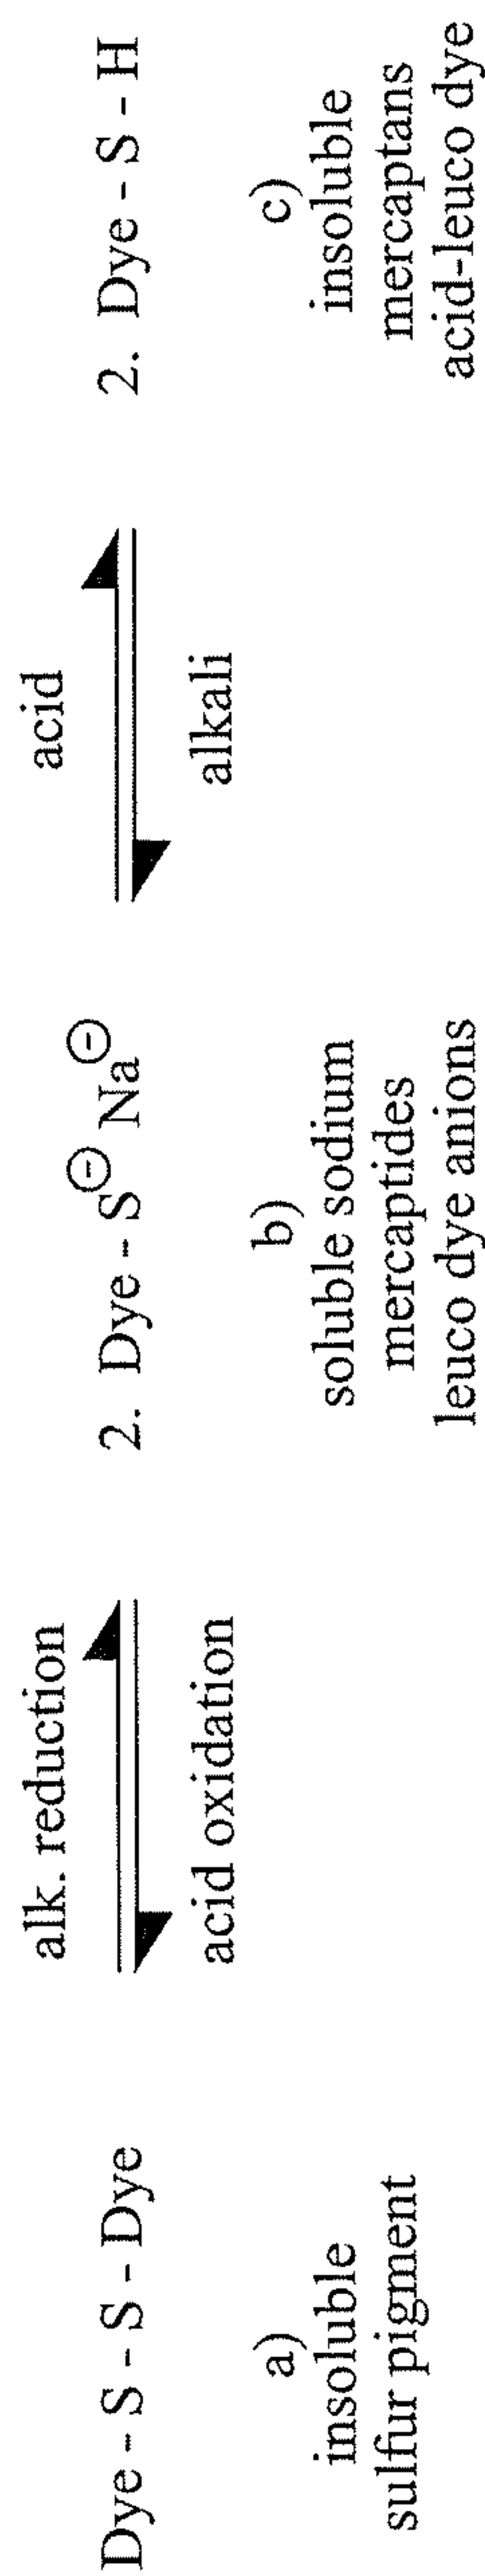 Dye - S - S - Dye
a)
insoluble
sulfur pigment
alk. reduction
acid oxidation
2. Dye - S⊖ Na⊖
b)
soluble sodium
mercaptides
leuco dye anions
acid
alkali
2. Dye - S - H
c)
insoluble
mercaptans
acid-leuco dye